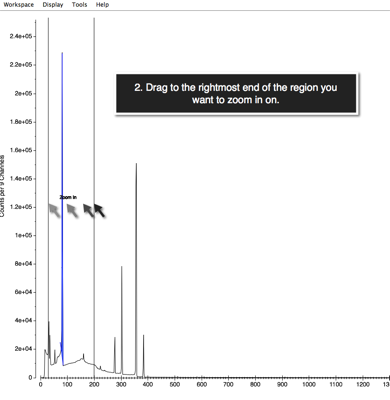 Workspace Display Tools Help
2.4e+05
2.2e+05
2. Drag to the rightmost end of the region you
want to zoom in on.
2e+05
1.8e+05
1.6e+05
1.4e+05
Counts per 9 Channels
Zoom In
1.2e+05
1e+05
8e+04
6e+04
4e+04
2e+04
0
0 100 200 300 400 500 600 700 800 900 1000 1100 1200 130